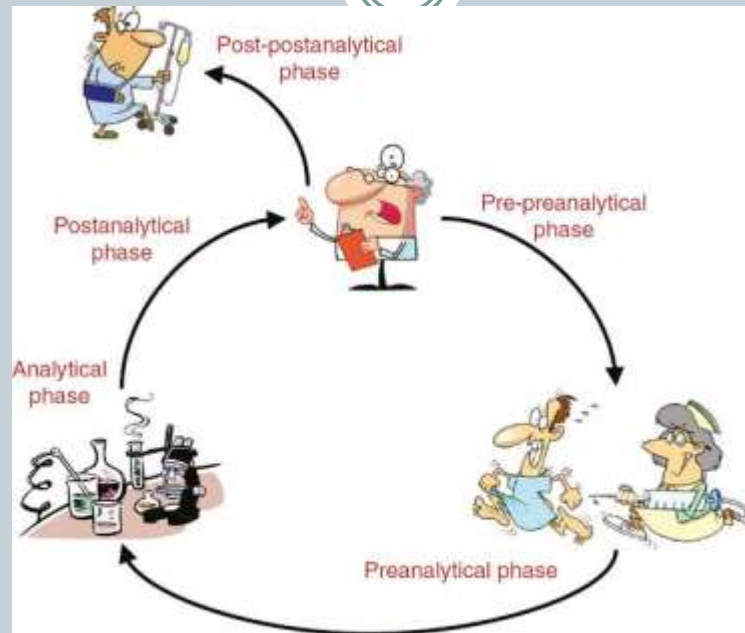 Post-postanalytical
phase
Pre-preanalytical
phase
Postanalytical
phase
Analytical
phase
Preanalytical phase